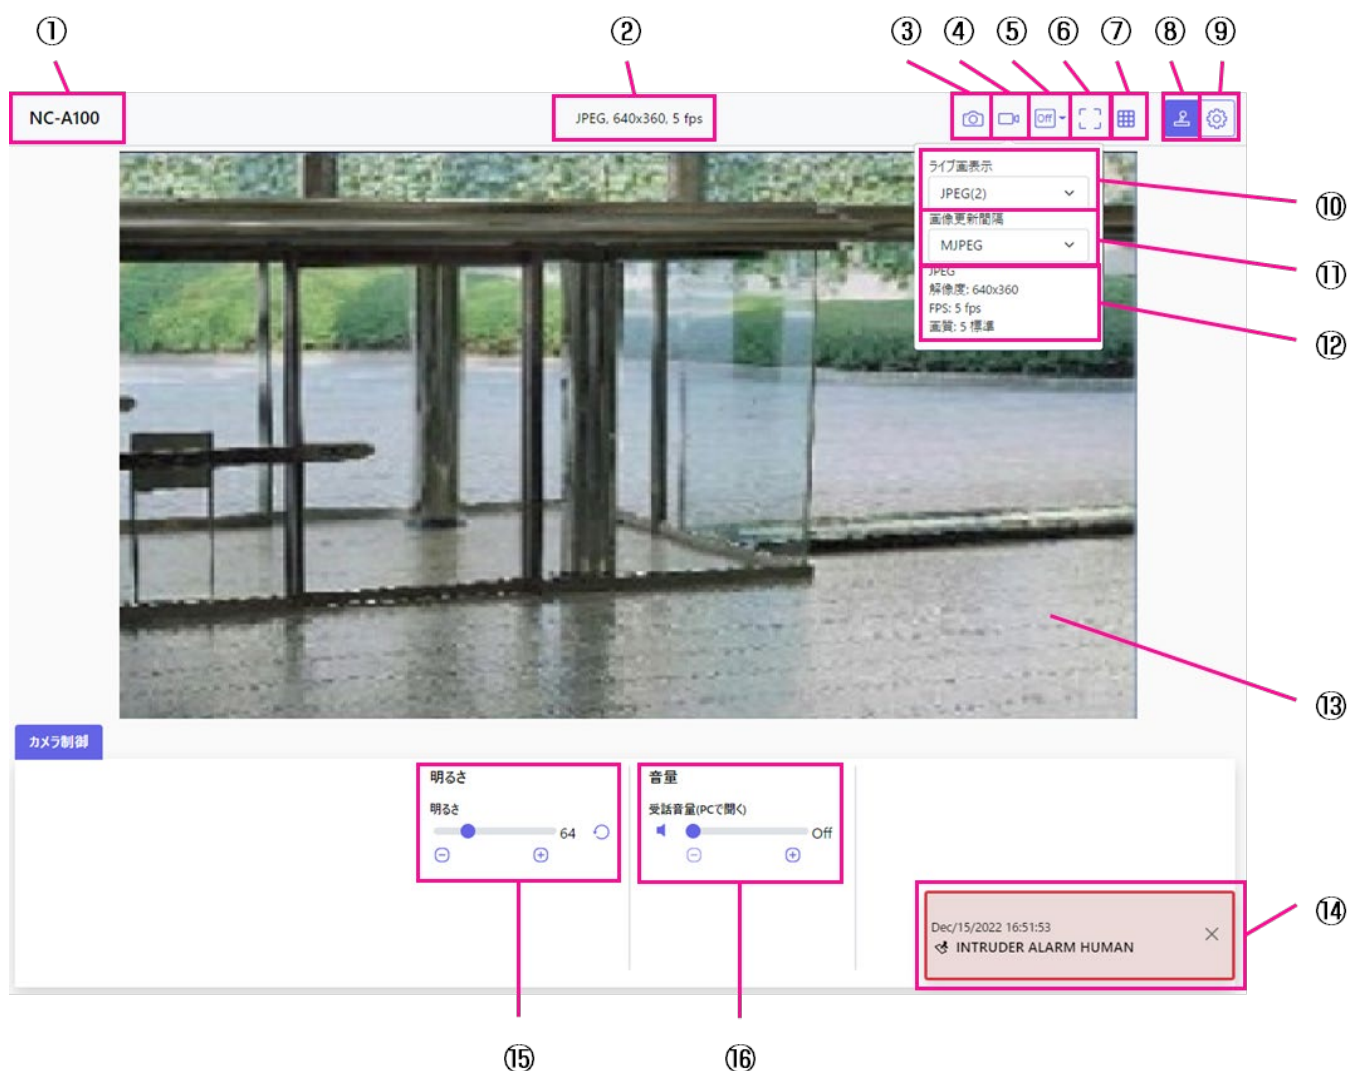 ①
②
③
④
⑤
⑥
⑦
⑧
⑨
NC-A100
JPEG, 640x360, 5 fps
Off
ライブ画表示
JPEG(2)
⑩
画像更新間隔
MJPEG
⑪
JPEG
解像度: 640x360
FPS: 5 fps
画質: 5 標準
⑫
⑬
カメラ制御
明るさ
明るさ
64
音量
受話音量(PCで聞く)
Off
Dec/15/2022 16:51:53
INTRUDER ALARM HUMAN
⑭
⑮
⑯